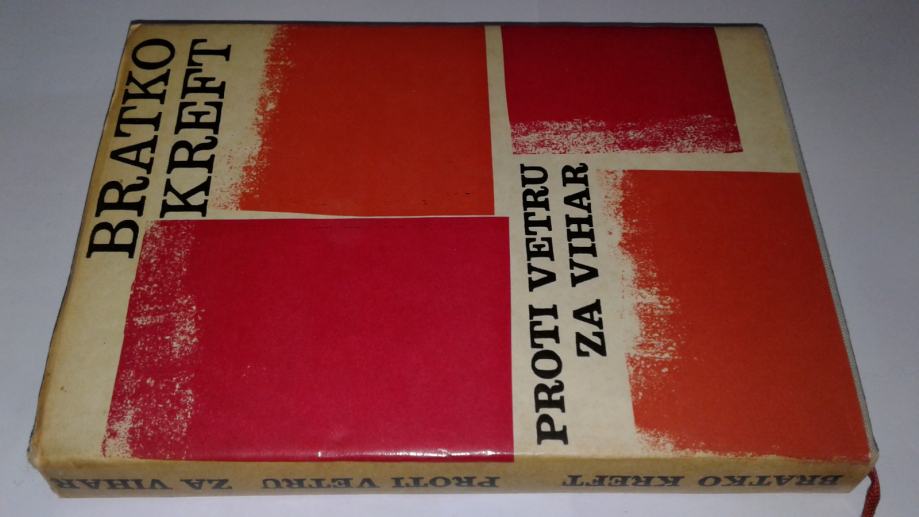 BRATKO
KREFT
PROTI VETRU
ZA VIHAR
BRATKO KREFT PROTI VETRU ZA VIHAR